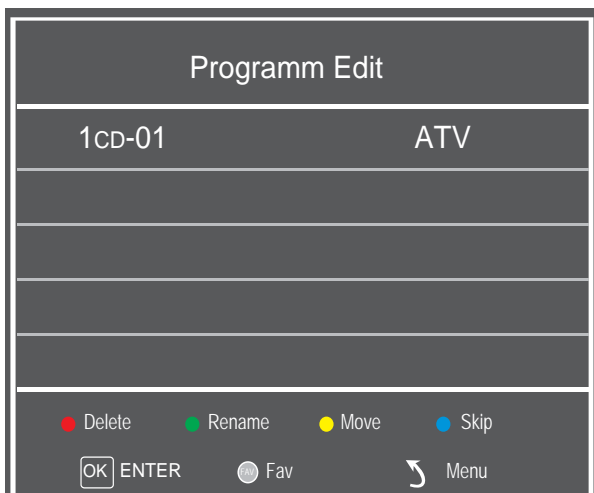 Programm Edit
1CD-01 ATV
Delete Rename Move Skip
OK ENTER FAV Fav Menu